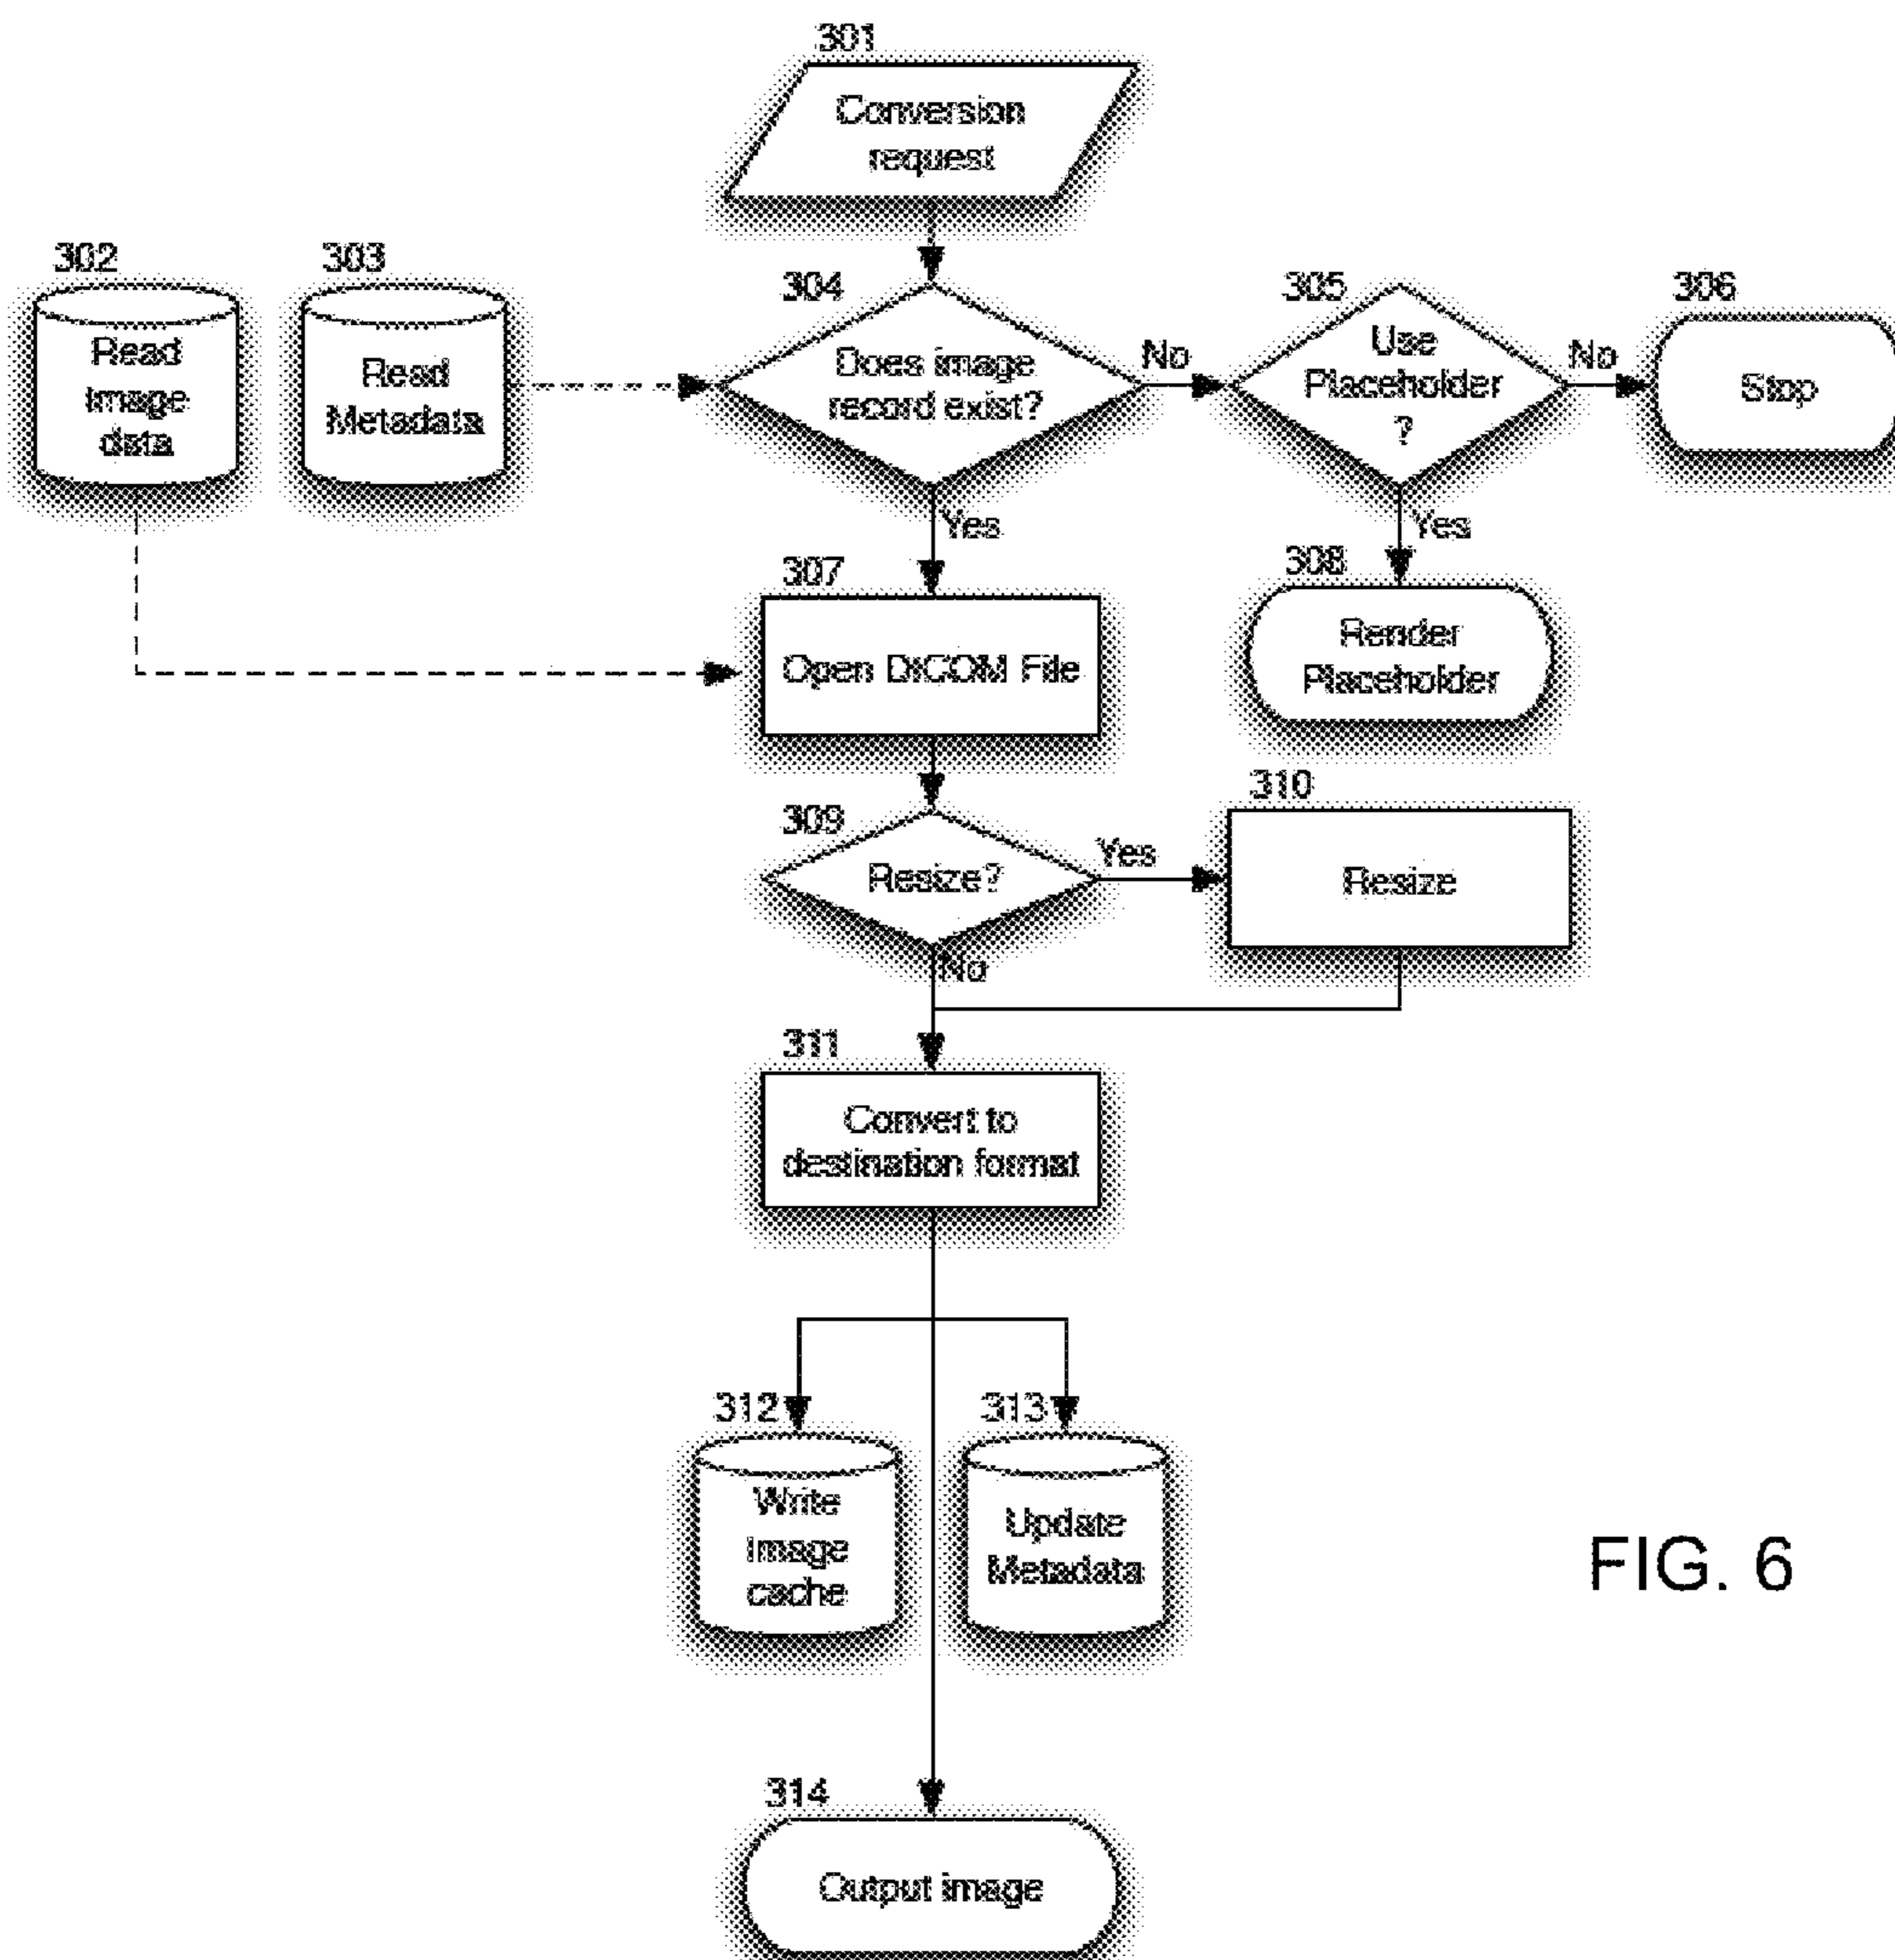 301
Conversion
request
302
303
304
305
306
Read
image
data
Read
Metadata
Does image
record exist?
No
Use
Placeholder
?
No
Stop
Yes
Yes
307
308
Open DICOM File
Render
Placeholder
309
310
Resize?
Yes
Resize
No
311
Convert to
destination format
312
313
Write
image
cache
Update
Metadata
FIG. 6
314
Output image